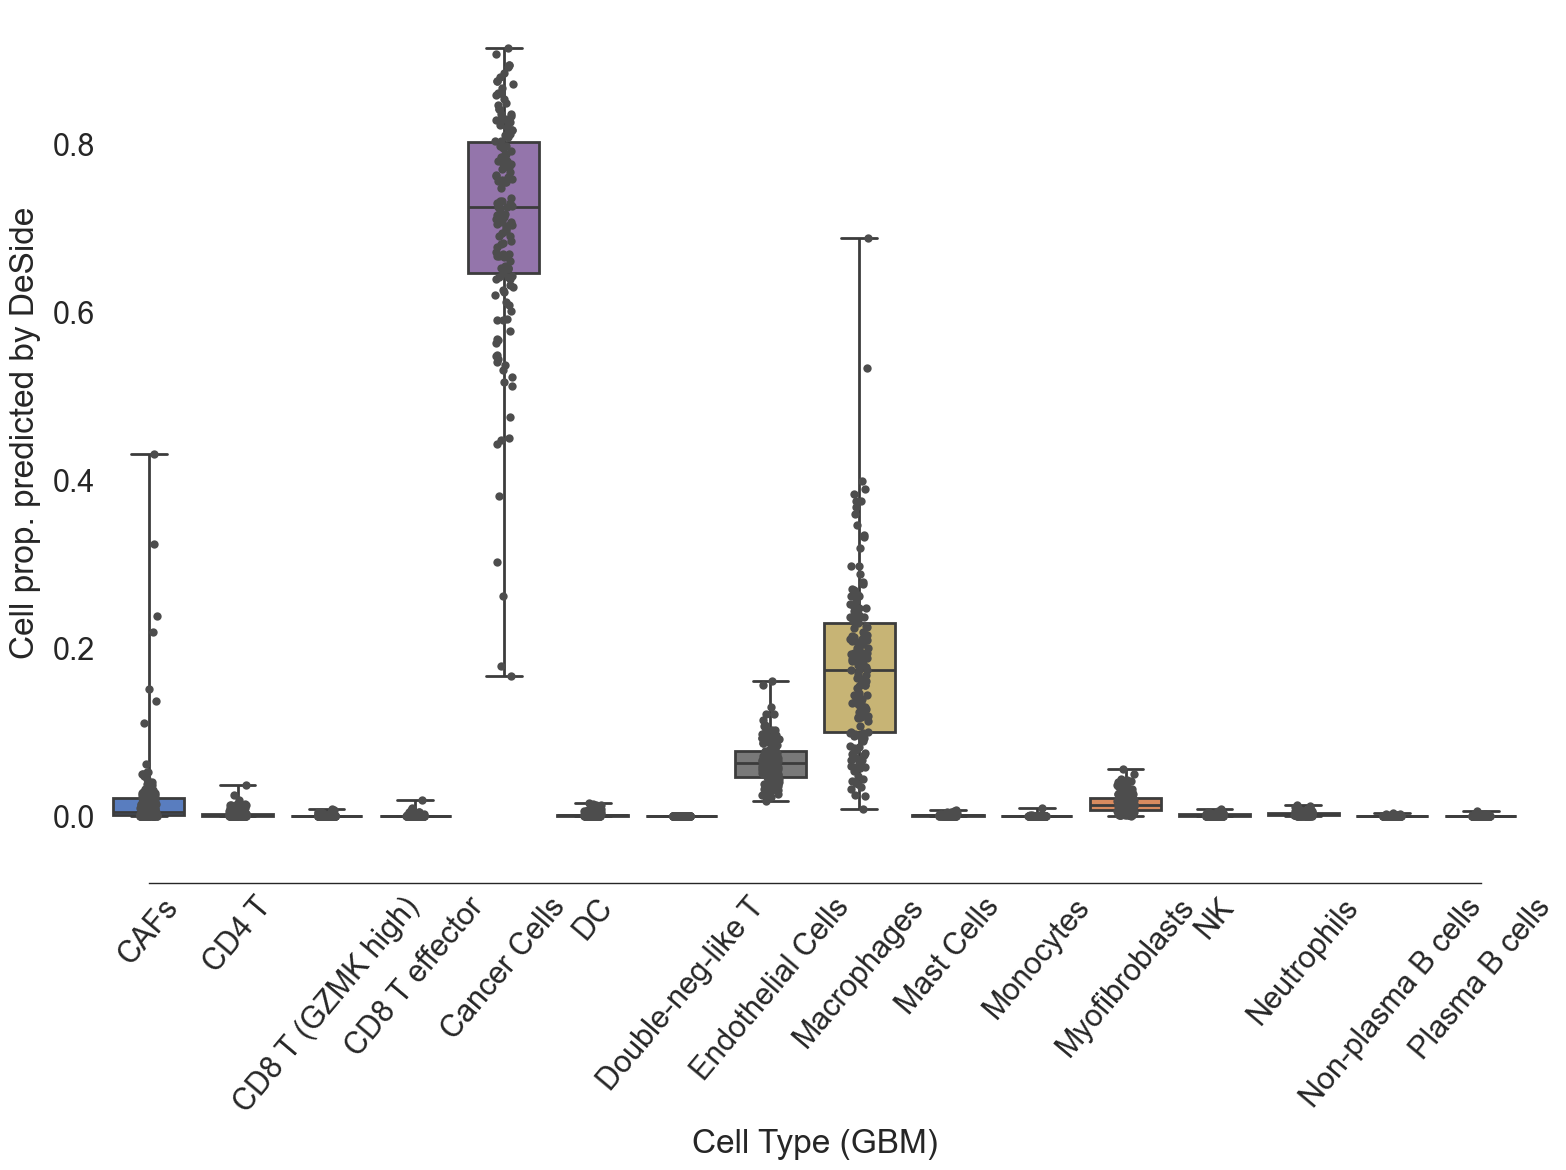 Cell prop. predicted by DeSide
0.8
0.6
0.4
0.2
0.0
CAFs
CD4 T
CD8 T (GZMK high)
CD8 T effector
Cancer Cells
DC
Double-neg-like T
Endothelial Cells
Macrophages
Mast Cells
Monocytes
Myofibroblasts
NK
Neutrophils
Non-plasma B cells
Plasma B cells
Cell Type (GBM)